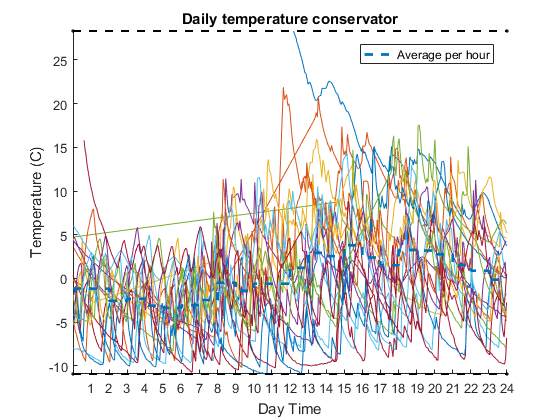 Daily temperature conservator
Average per hour
25
20
15
10
5
0
-5
-10
Temperature (C)
1 2 3 4 5 6 7 8 9 10 11 12 13 14 15 16 17 18 19 20 21 22 23 24
Day Time